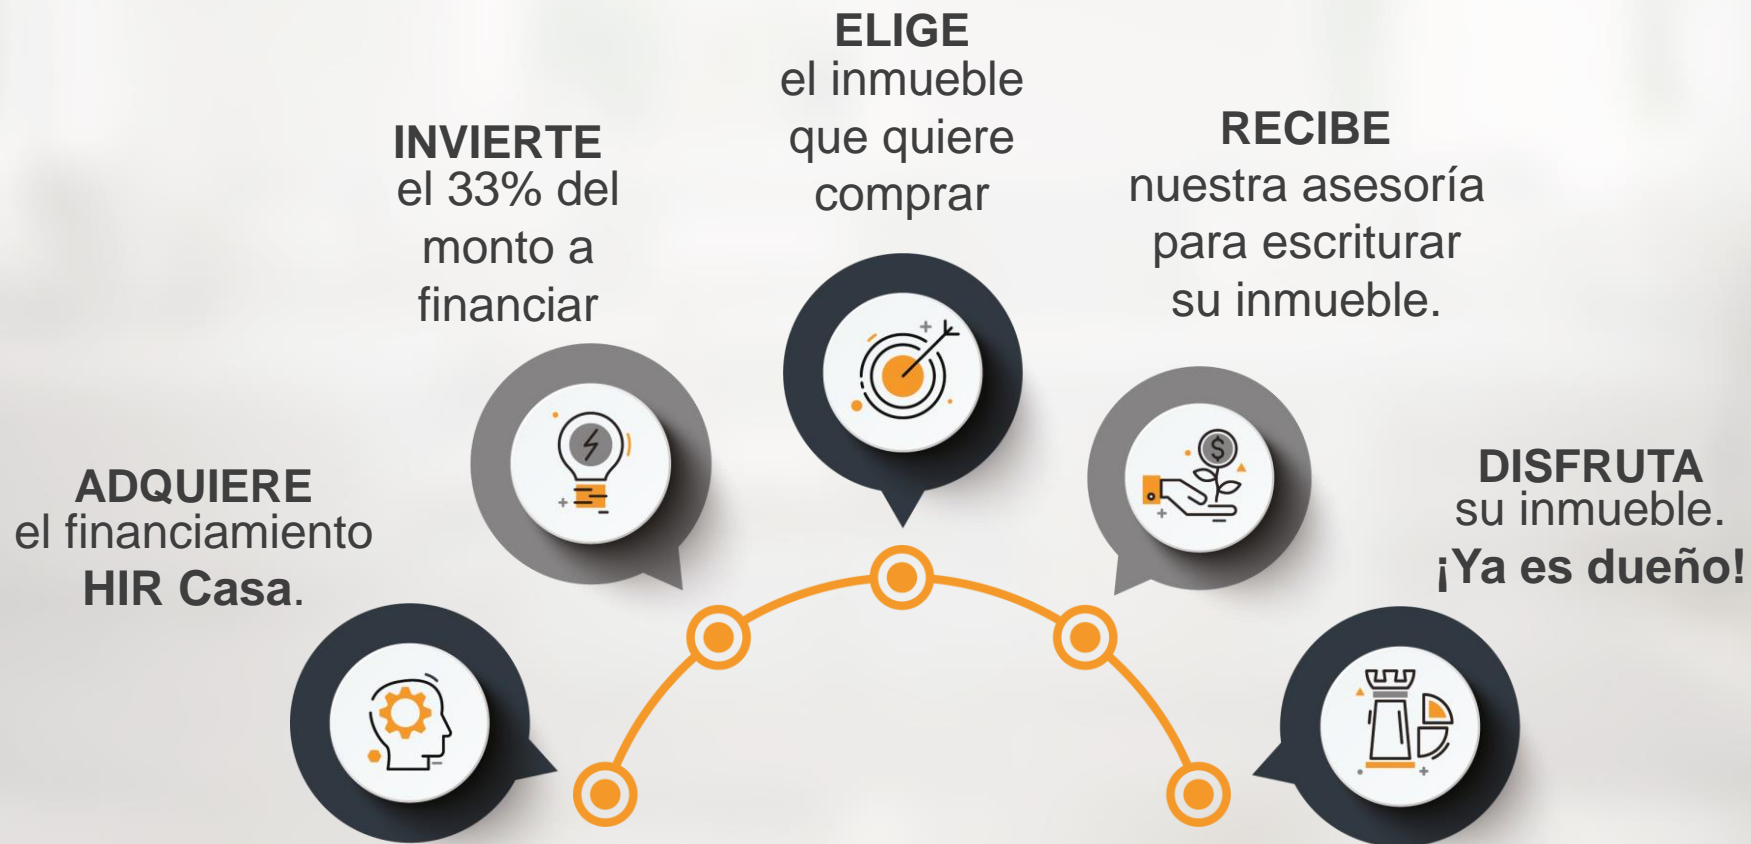 ADQUIERE
el financiamiento
HIR Casa.
INVIERTE
el 33% del
monto a
financiar
ELIGE
el inmueble
que quiere
comprar
RECIBE
nuestra asesoría
para escriturar
su inmueble.
DISFRUTA
su inmueble.
¡Ya es dueño!
$